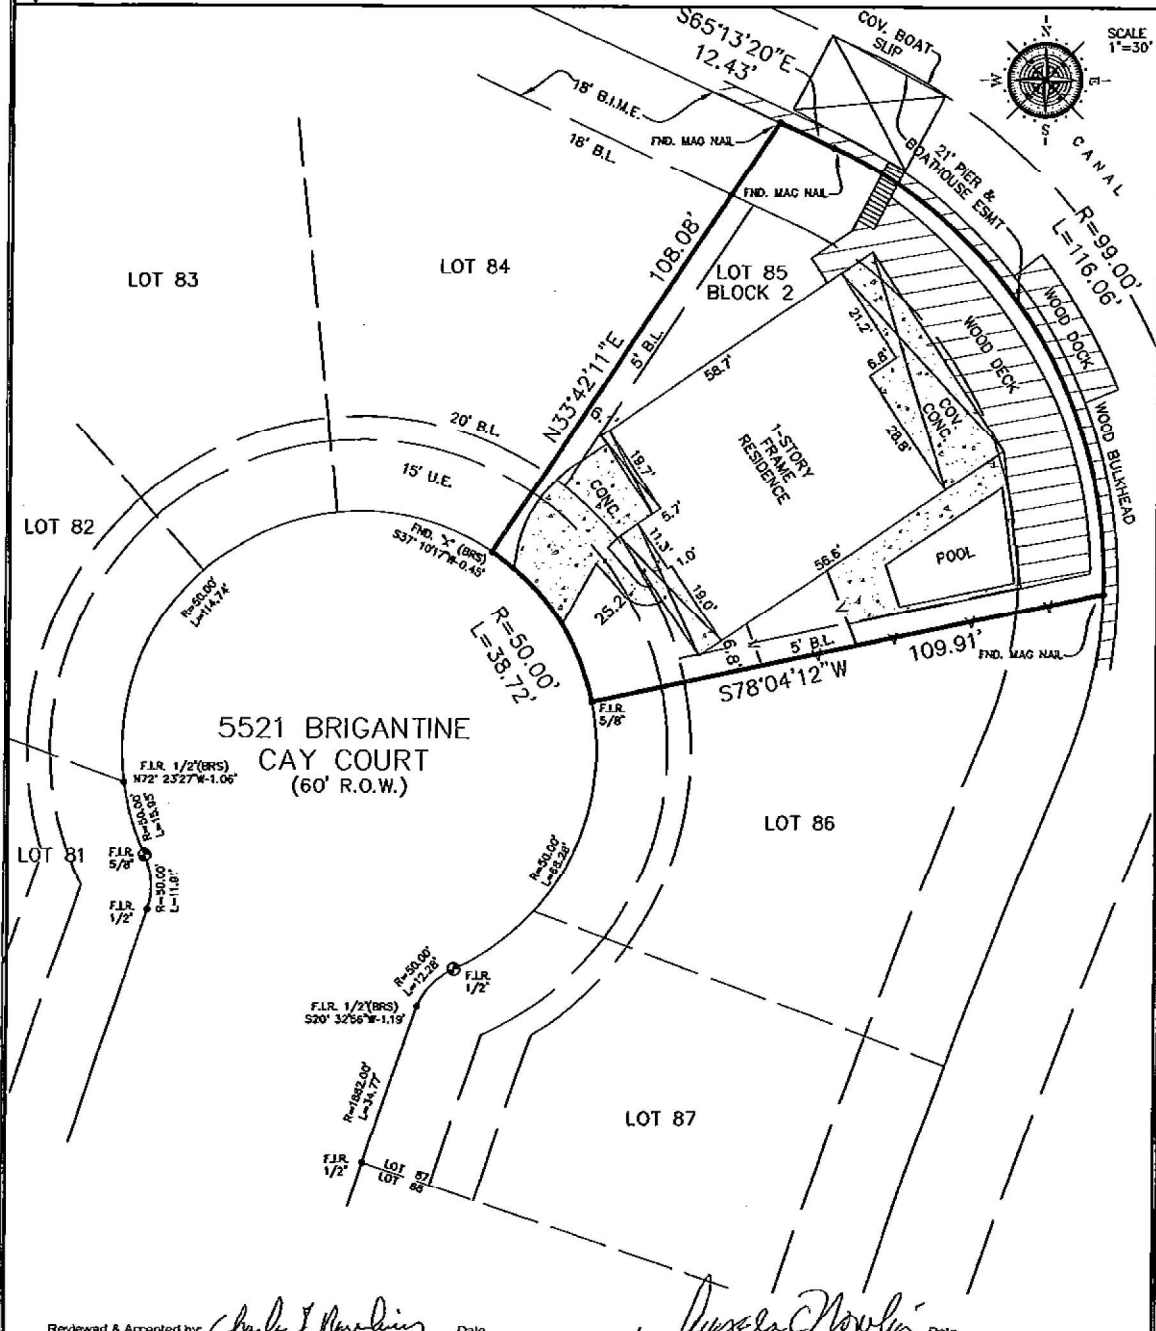 S65°13'20"E
12.43'
COV. BOAT
SLIP
N
W
E
S
SCALE
1"=30'
CANAL
18' B.I.M.E.
18' B.L.
FND. MAG NAIL
FND. MAG NAIL
21' PIER &
BOATHOUSE ESMT
R=99.00'
L=116.06'
LOT 83
LOT 84
108.08'
N33°42'11"E
LOT 85
BLOCK 2
5' B.L.
58.7'
21.2'
6.8'
28.8'
COV.
CONC.
WOOD DECK
WOOD DOCK
WOOD BULKHEAD
1-STORY
FRAME
RESIDENCE
20' B.L.
15' U.E.
19.7'
CONC.
5.7'
11.3'
1.0'
19.0'
25.2'
56.6'
POOL
6.8'
5' B.L.
109.91'
S78°04'12"W
FND. MAG NAIL
LOT 82
FND. "X" (BRS)
S37°10'17"W-0.45'
R=50.00'
L=114.74'
R=50.00'
L=38.72'
F.I.R.
5/8"
5521 BRIGANTINE
CAY COURT
(60' R.O.W.)
F.I.R. 1/2"(BRS)
N72°23'27"W-1.06'
R=50.00'
L=15.95'
LOT 81
F.I.R.
5/8"
R=50.00'
F.I.R.
1/2"
LOT 86
R=50.00'
L=68.28'
R=50.00'
L=12.28'
F.I.R.
1/2"
F.I.R. 1/2"(BRS)
S20°32'56"W-1.19'
R=1882.00'
L=34.77'
LOT 87
F.I.R.
1/2"
LOT 87
LOT 88
Reviewed & Accepted by: Date Date